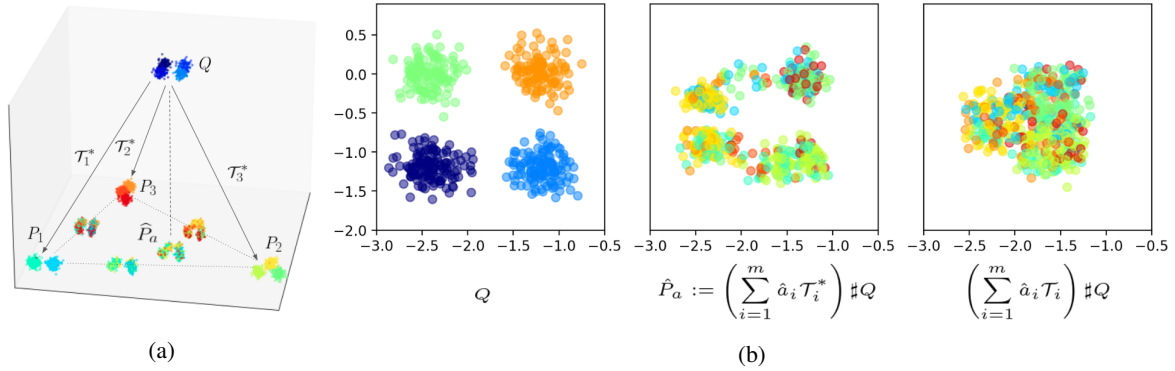 Q
𝒯₁*
𝒯₂*
𝒯₃*
P₃
P₁
P̂ₐ
P₂
(a)
0.5
0.0
−0.5
−1.0
−1.5
−2.0
−3.0 −2.5 −2.0 −1.5 −1.0 −0.5
−3.0 −2.5 −2.0 −1.5 −1.0 −0.5
−3.0 −2.5 −2.0 −1.5 −1.0 −0.5
Q
P̂ₐ := (∑_{i=1}^{m} âᵢ 𝒯ᵢ*) ♯Q
(∑_{i=1}^{m} âᵢ 𝒯ᵢ) ♯Q
(b)